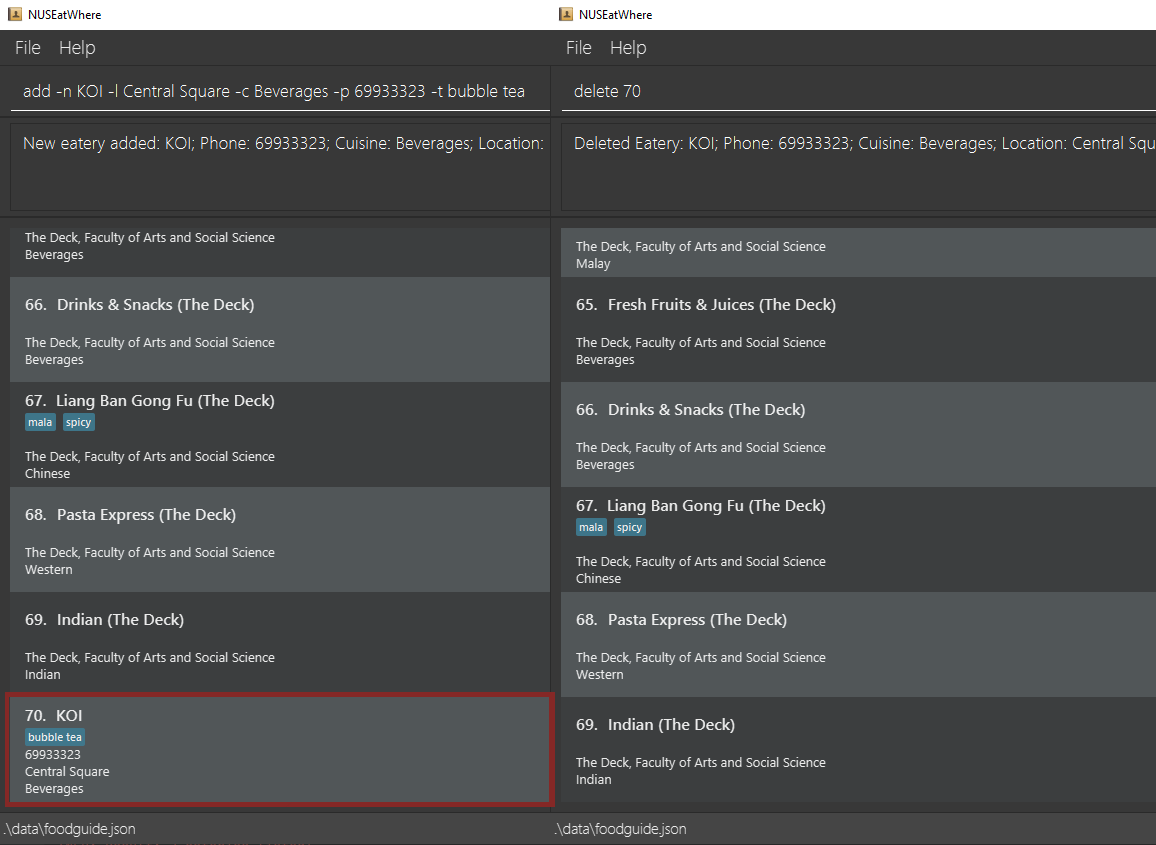 NUSEatWhere
File Help
add -n KOI -l Central Square -c Beverages -p 69933323 -t bubble tea
New eatery added: KOI; Phone: 69933323; Cuisine: Beverages; Location:
The Deck, Faculty of Arts and Social Science
Beverages
66. Drinks & Snacks (The Deck)
The Deck, Faculty of Arts and Social Science
Beverages
67. Liang Ban Gong Fu (The Deck)
mala spicy
The Deck, Faculty of Arts and Social Science
Chinese
68. Pasta Express (The Deck)
The Deck, Faculty of Arts and Social Science
Western
69. Indian (The Deck)
The Deck, Faculty of Arts and Social Science
Indian
70. KOI
bubble tea
69933323
Central Square
Beverages
.\data\foodguide.json
NUSEatWhere
File Help
delete 70
Deleted Eatery: KOI; Phone: 69933323; Cuisine: Beverages; Location: Central Squ
The Deck, Faculty of Arts and Social Science
Malay
65. Fresh Fruits & Juices (The Deck)
The Deck, Faculty of Arts and Social Science
Beverages
66. Drinks & Snacks (The Deck)
The Deck, Faculty of Arts and Social Science
Beverages
67. Liang Ban Gong Fu (The Deck)
mala spicy
The Deck, Faculty of Arts and Social Science
Chinese
68. Pasta Express (The Deck)
The Deck, Faculty of Arts and Social Science
Western
69. Indian (The Deck)
The Deck, Faculty of Arts and Social Science
Indian
.\data\foodguide.json